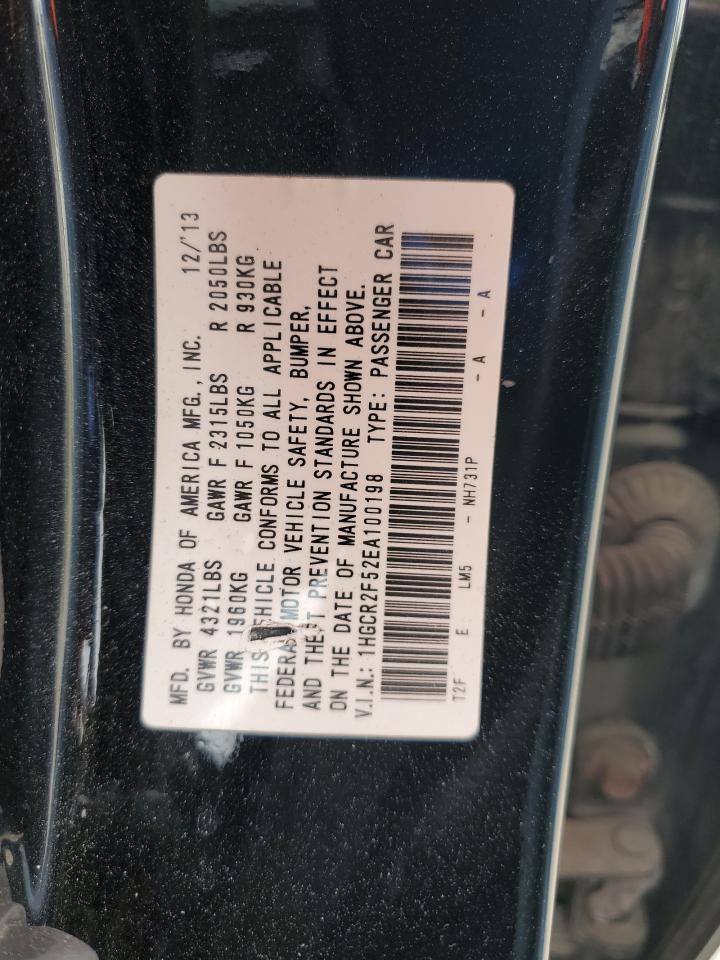 MFD. BY HONDA OF AMERICA MFG., INC. 12/'13
GVWR 4321LBS GAWR F 2315LBS R 2050LBS
GVWR 1960KG GAWR F 1050KG R 930KG
THIS VEHICLE CONFORMS TO ALL APPLICABLE
FEDERAL MOTOR VEHICLE SAFETY, BUMPER,
AND THEFT PREVENTION STANDARDS IN EFFECT
ON THE DATE OF MANUFACTURE SHOWN ABOVE.
V.I.N.: 1HGCR2F52EA100198 TYPE: PASSENGER CAR
T2F E LM5 - NH731P - A - A